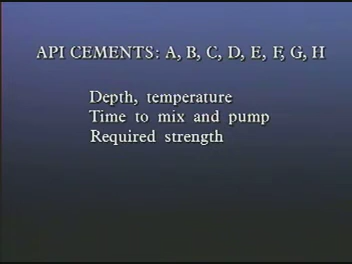 API CEMENTS: A, B, C, D, E, F, G, H
Depth, temperature
Time to mix and pump
Required strength